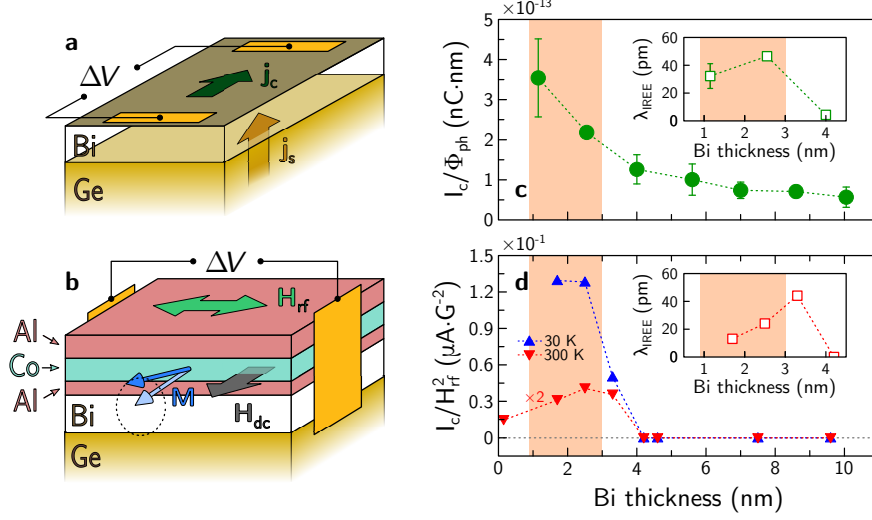 a
ΔV
j_c
Bi
j_s
Ge
b
ΔV
H_rf
Al
Co
Al
M
H_dc
Bi
Ge
×10^-13
5
4
3
2
1
0
I_c/Φ_ph (nC·nm)
c
60
40
20
0
λ_IREE (pm)
1 2 3 4
Bi thickness (nm)
×10^-1
1.5
1.2
0.9
0.6
0.3
0
I_c/H_rf^2 (μA·G^-2)
d
30 K
300 K
×2
60
40
20
0
λ_IREE (pm)
1 2 3 4
Bi thickness (nm)
0 2 4 6 8 10
Bi thickness (nm)